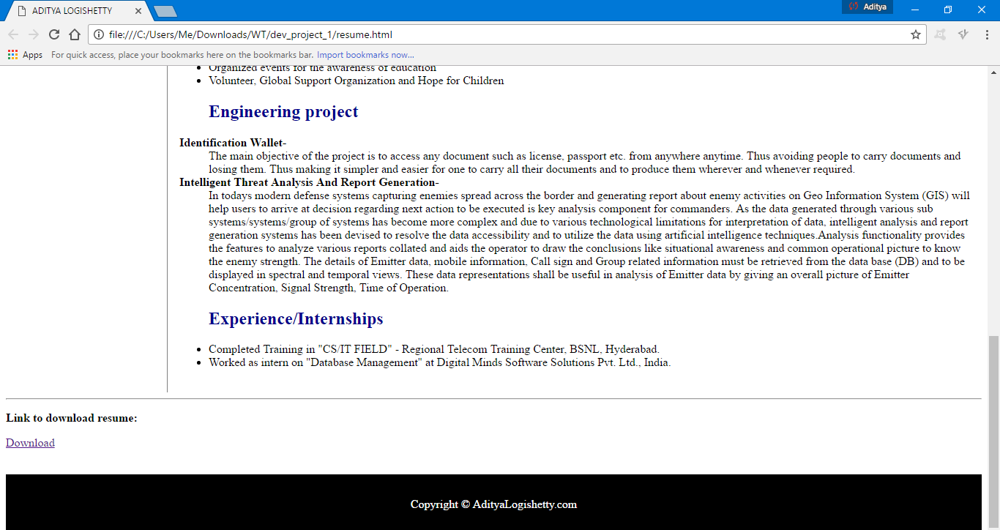 ADITYA LOGISHETTY
Aditya
file:///C:/Users/Me/Downloads/WT/dev_project_1/resume.html
Apps For quick access, place your bookmarks here on the bookmarks bar. Import bookmarks now...
Organized events for the awareness of education
Volunteer, Global Support Organization and Hope for Children
Engineering project
Identification Wallet-
The main objective of the project is to access any document such as license, passport etc. from anywhere anytime. Thus avoiding people to carry documents and
losing them. Thus making it simpler and easier for one to carry all their documents and to produce them wherever and whenever required.
Intelligent Threat Analysis And Report Generation-
In todays modern defense systems capturing enemies spread across the border and generating report about enemy activities on Geo Information System (GIS) will
help users to arrive at decision regarding next action to be executed is key analysis component for commanders. As the data generated through various sub
systems/systems/group of systems has become more complex and due to various technological limitations for interpretation of data, intelligent analysis and report
generation systems has been devised to resolve the data accessibility and to utilize the data using artificial intelligence techniques.Analysis functionality provides
the features to analyze various reports collated and aids the operator to draw the conclusions like situational awareness and common operational picture to know
the enemy strength. The details of Emitter data, mobile information, Call sign and Group related information must be retrieved from the data base (DB) and to be
displayed in spectral and temporal views. These data representations shall be useful in analysis of Emitter data by giving an overall picture of Emitter
Concentration, Signal Strength, Time of Operation.
Experience/Internships
Completed Training in "CS/IT FIELD" - Regional Telecom Training Center, BSNL, Hyderabad.
Worked as intern on "Database Management" at Digital Minds Software Solutions Pvt. Ltd., India.
Link to download resume:
Download
Copyright © AdityaLogishetty.com